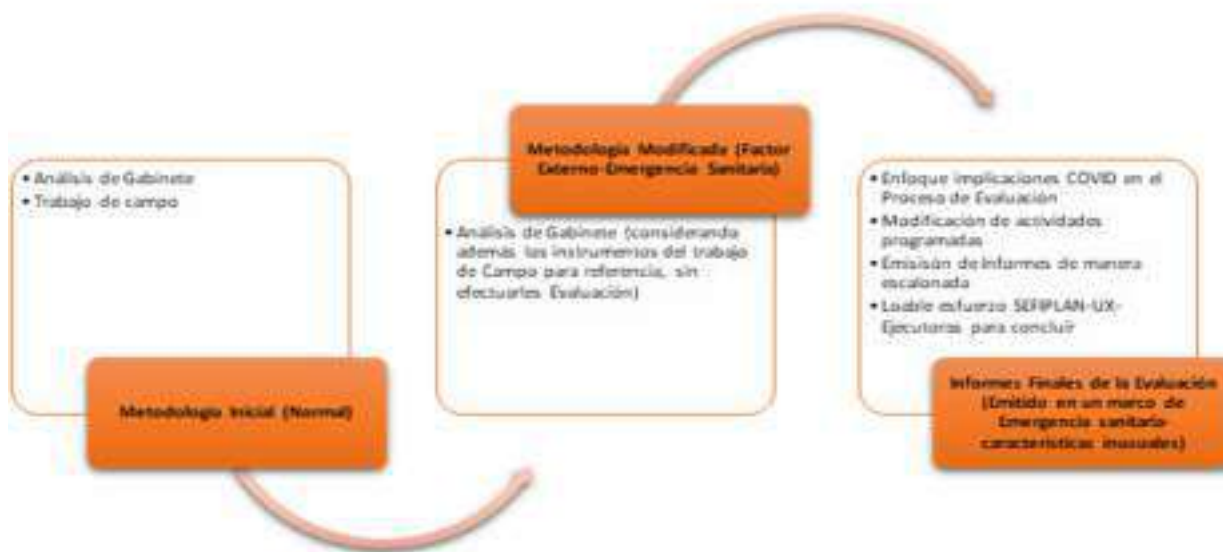 • Análisis de Gabinete
• Trabajo de campo
Metodología Inicial (Normal)
Metodología Modificada (Factor
Externo-Emergencia Sanitaria)
• Análisis de Gabinete (considerando
además los instrumentos del trabajo
de Campo para referencia, sin
efectuarles Evaluación)
• Enfoque implicaciones COVID en el
Proceso de Evaluación
• Modificación de actividades
programadas
• Emisión de Informes de manera
escalonada
• Loable esfuerzo SEFIPLAN-UX-
Ejecutoras para concluir
Informes Finales de la Evaluación
(Emitido en un marco de
Emergencia sanitaria-
características inusuales)